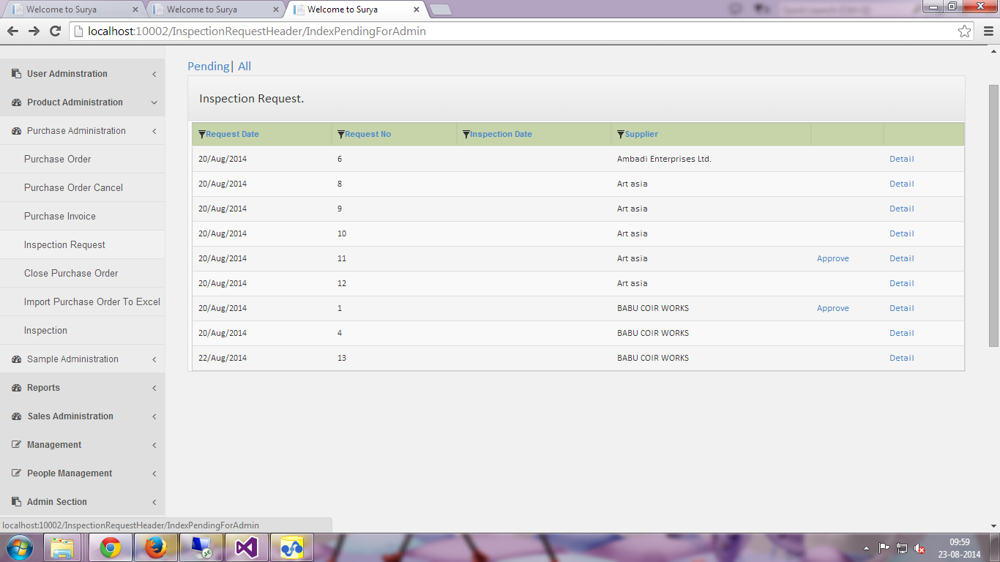 Welcome to Surya
Welcome to Surya
Welcome to Surya
Quick Launch (Ctrl+Q)
localhost:10002/InspectionRequestHeader/IndexPendingForAdmin
User Adminstration
Product Administration
Purchase Administration
Purchase Order
Purchase Order Cancel
Purchase Invoice
Inspection Request
Close Purchase Order
Import Purchase Order To Excel
Inspection
Sample Administration
Reports
Sales Administration
Management
People Management
Admin Section
Pending| All
Inspection Request.
Request Date Request No Inspection Date Supplier
20/Aug/2014 6 Ambadi Enterprises Ltd. Detail
20/Aug/2014 8 Art asia Detail
20/Aug/2014 9 Art asia Detail
20/Aug/2014 10 Art asia Detail
20/Aug/2014 11 Art asia Approve Detail
20/Aug/2014 12 Art asia Detail
20/Aug/2014 1 BABU COIR WORKS Approve Detail
20/Aug/2014 4 BABU COIR WORKS Detail
22/Aug/2014 13 BABU COIR WORKS Detail
localhost:10002/InspectionRequestHeader/IndexPendingForAdmin
09:59
23-08-2014